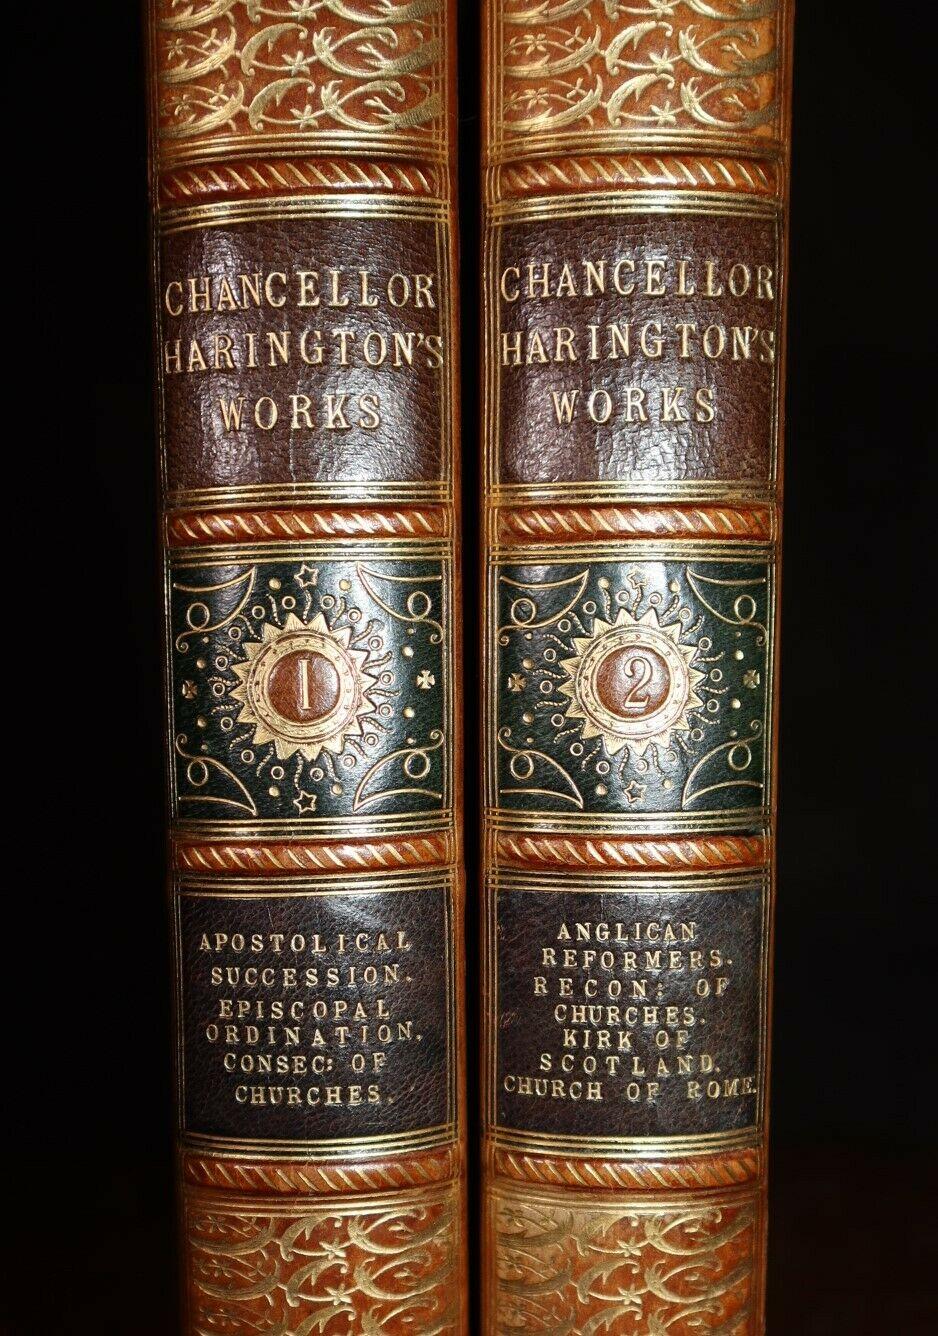 CHANCELLOR
HARINGTON'S
WORKS
1
APOSTOLICAL
SUCCESSION.
EPISCOPAL
ORDINATION.
CONSEC: OF
CHURCHES.
CHANCELLOR
HARINGTON'S
WORKS
2
ANGLICAN
REFORMERS.
RECON: OF
CHURCHES.
KIRK OF
SCOTLAND.
CHURCH OF ROME.